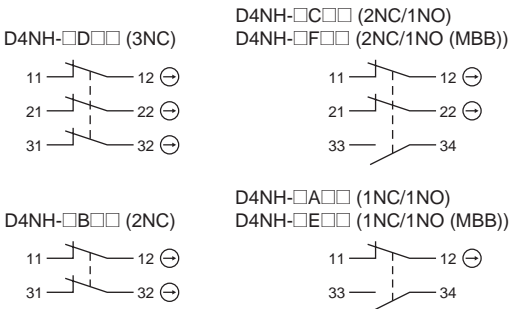 D4NH-□D□□ (3NC)
11 12
21 22
31 32
D4NH-□C□□ (2NC/1NO)
D4NH-□F□□ (2NC/1NO (MBB))
11 12
21 22
33 34
D4NH-□B□□ (2NC)
11 12
31 32
D4NH-□A□□ (1NC/1NO)
D4NH-□E□□ (1NC/1NO (MBB))
11 12
33 34